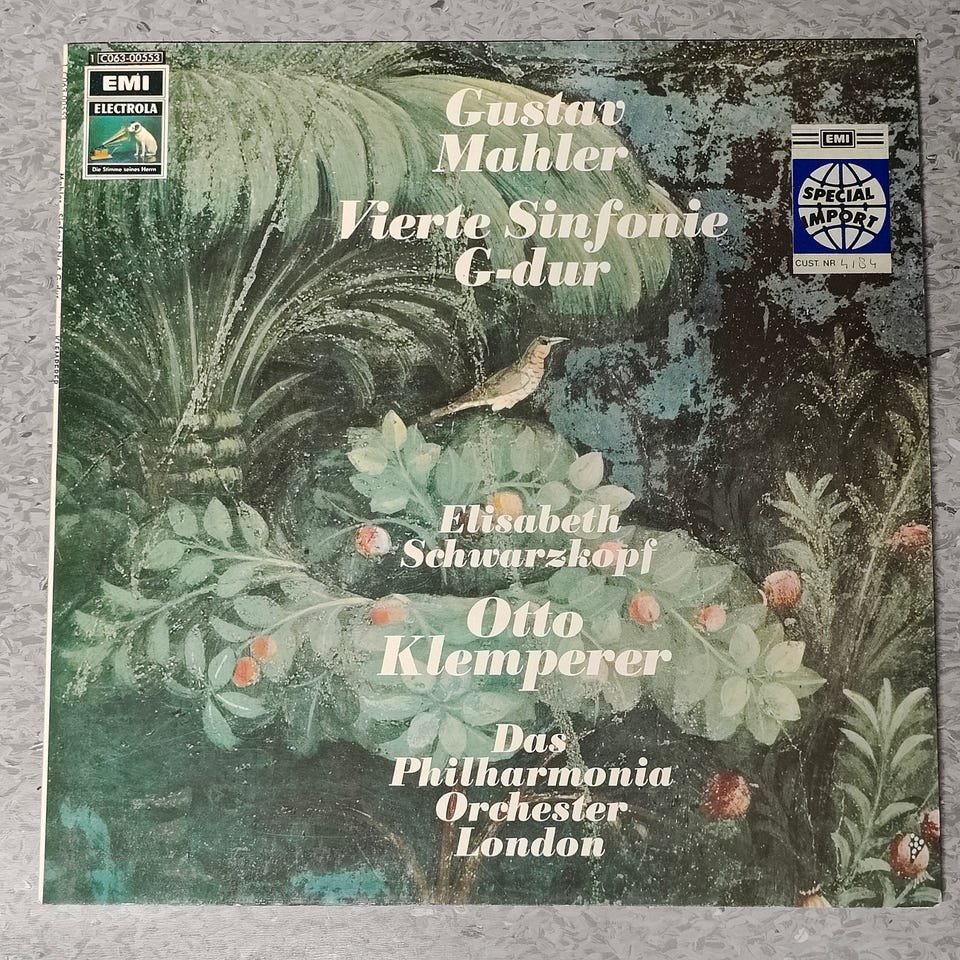 1 C063-00553
EMI
ELECTROLA
Die Stimme seines Herrn
Gustav
Mahler
Vierte Sinfonie
G-dur
EMI
SPECIAL
IMPORT
CUST. NR 4184
Elisabeth
Schwarzkopf
Otto
Klemperer
Das
Philharmonia
Orchester
London